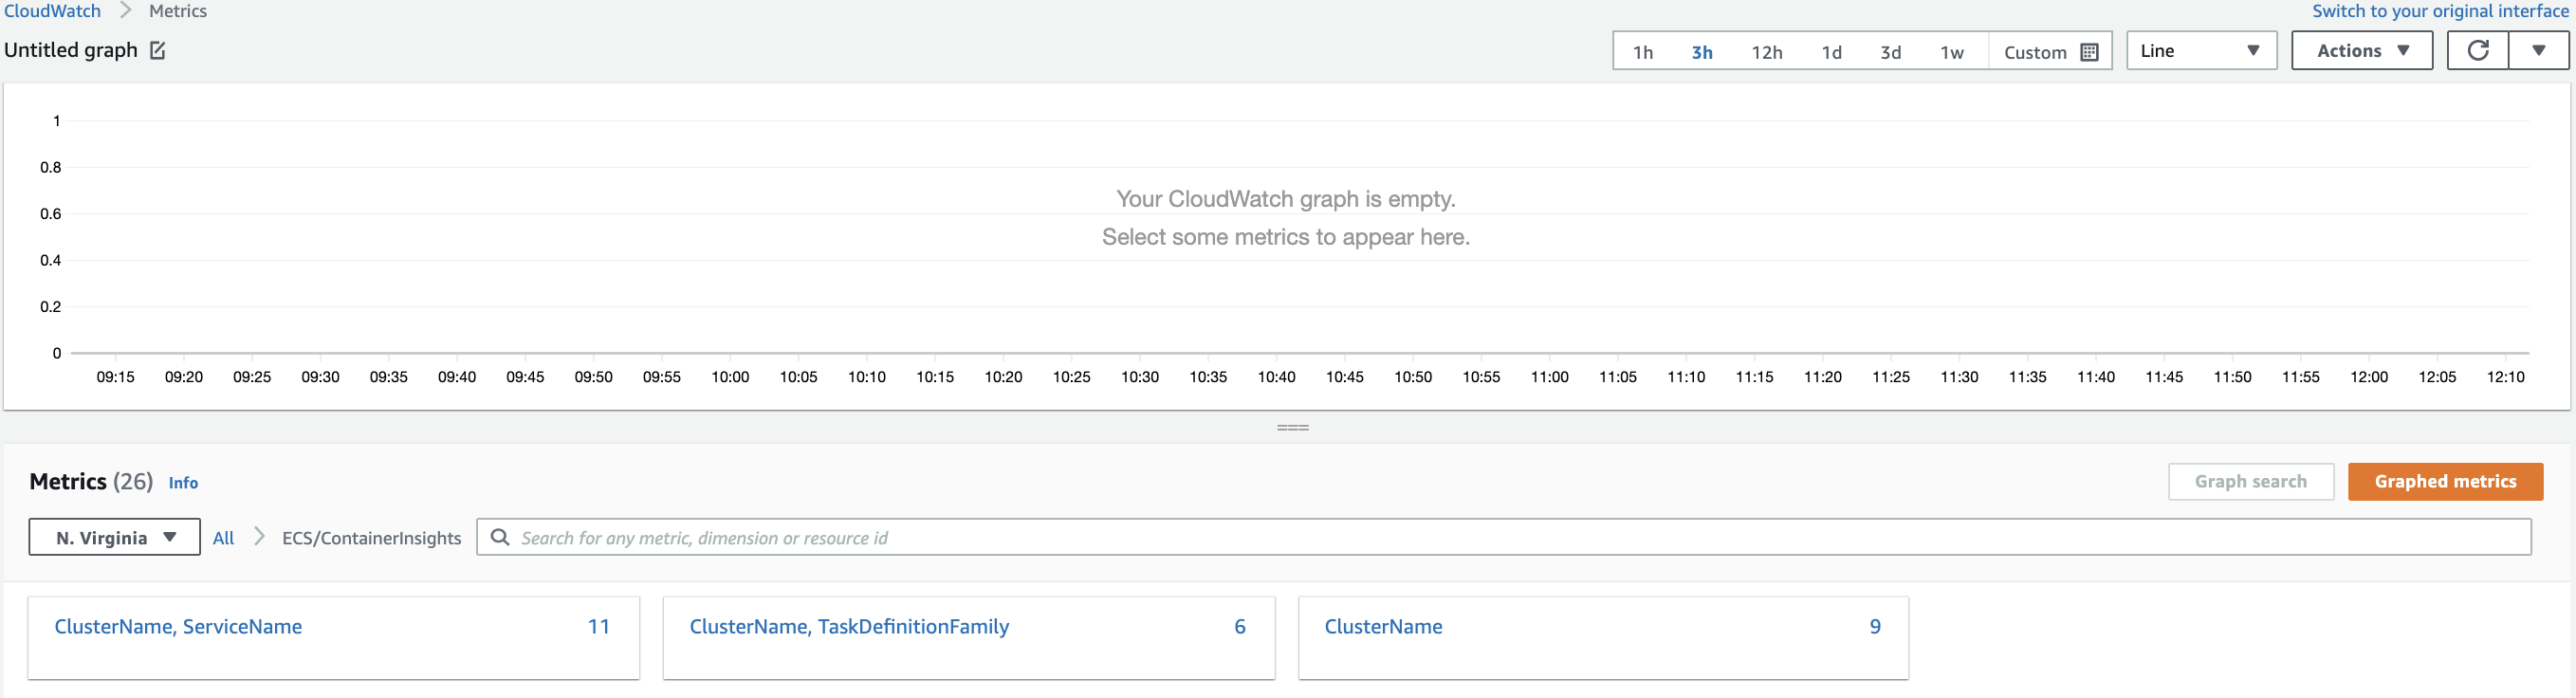 CloudWatch > Metrics
Switch to your original interface
Untitled graph
1h 3h 12h 1d 3d 1w Custom
Line
Actions
1
0.8
0.6
0.4
0.2
0
Your CloudWatch graph is empty.
Select some metrics to appear here.
09:15 09:20 09:25 09:30 09:35 09:40 09:45 09:50 09:55 10:00 10:05 10:10 10:15 10:20 10:25 10:30 10:35 10:40 10:45 10:50 10:55 11:00 11:05 11:10 11:15 11:20 11:25 11:30 11:35 11:40 11:45 11:50 11:55 12:00 12:05 12:10
Metrics (26) Info
Graph search
Graphed metrics
N. Virginia
All > ECS/ContainerInsights
Search for any metric, dimension or resource id
ClusterName, ServiceName 11
ClusterName, TaskDefinitionFamily 6
ClusterName 9